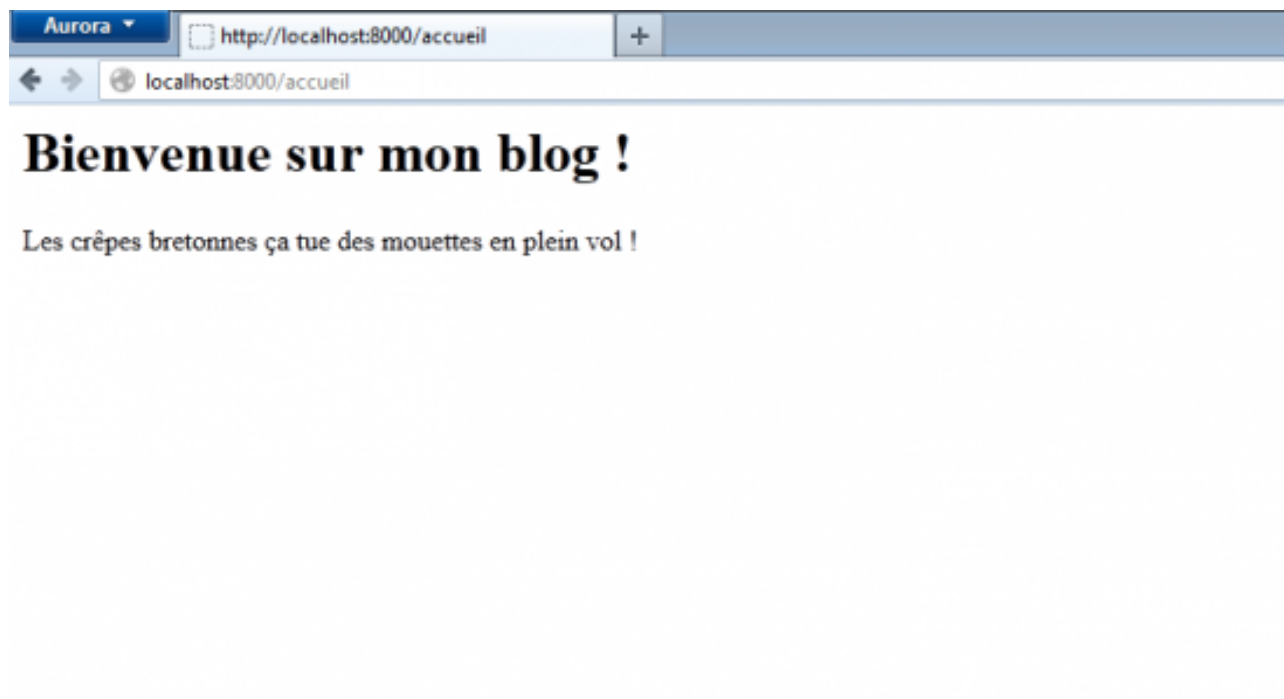 Aurora
http://localhost:8000/accueil
localhost:8000/accueil
Bienvenue sur mon blog !
Les crêpes bretonnes ça tue des mouettes en plein vol !